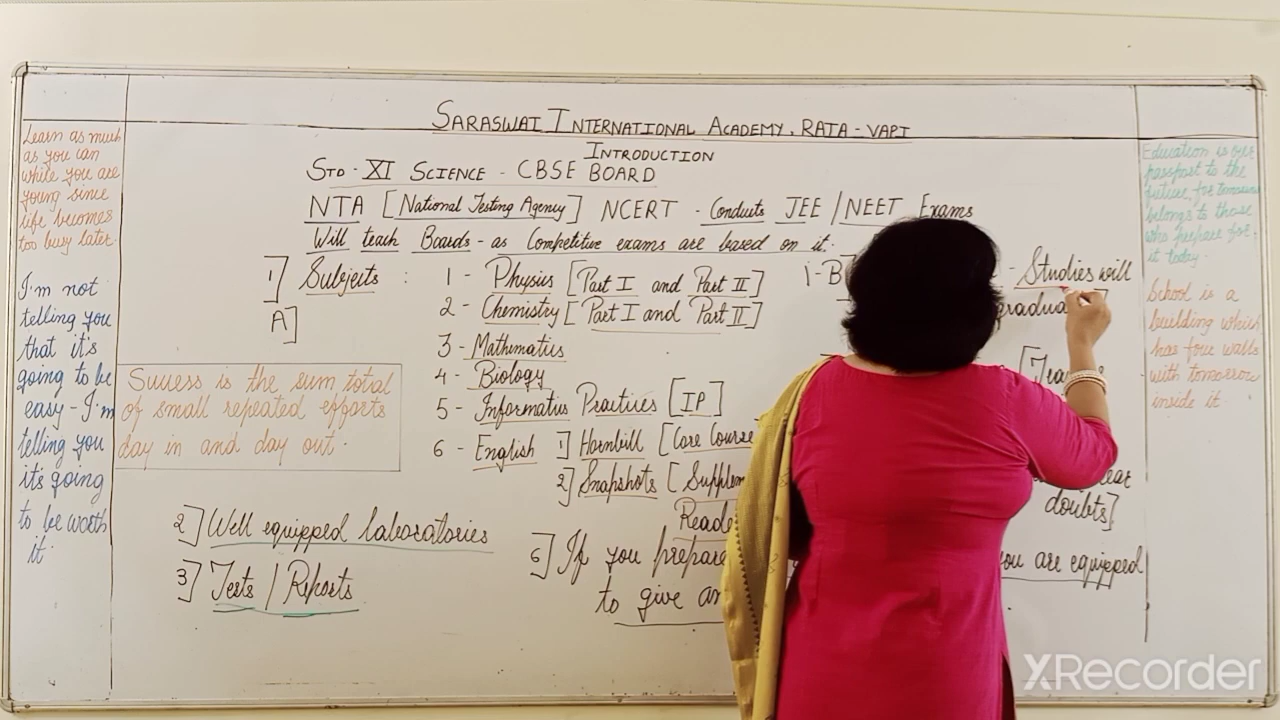 SARASWAI INTERNATIONAL ACADEMY, RATA - VAPI
INTRODUCTION
STD - XI SCIENCE - CBSE BOARD
NTA [National Testing Agency] NCERT - Conducts JEE / NEET Exams
Will teach Boards - as Competitive exams are based on it.
1] Subjects : 1 - Physics [Part I and Part II]
A] 2 - Chemistry [Part I and Part II]
3 - Mathematics
4 - Biology
5 - Informatics Practices [IP]
6 - English 1] Hornbill [Core Course
2] Snapshots [Supplem
Reade
1 - B]
- Studies will
doubts]
2] Well equipped laboratories
3] Tests / Reports
6] If you prepare
you are equipped
to give an
Learn as much
as you can
while you are
young since
life becomes
too busy later.
I'm not
telling you
that it's
going to be
easy - I'm
telling you
it's going
to be worth
it.
Success is the sum total
of small repeated efforts
day in and day out.
Education is our
passport to the
future, for tomorrow
belongs to those
who prepare for
it today.
School is a
building which
has four walls
with tomorrow
inside it
XRecorder